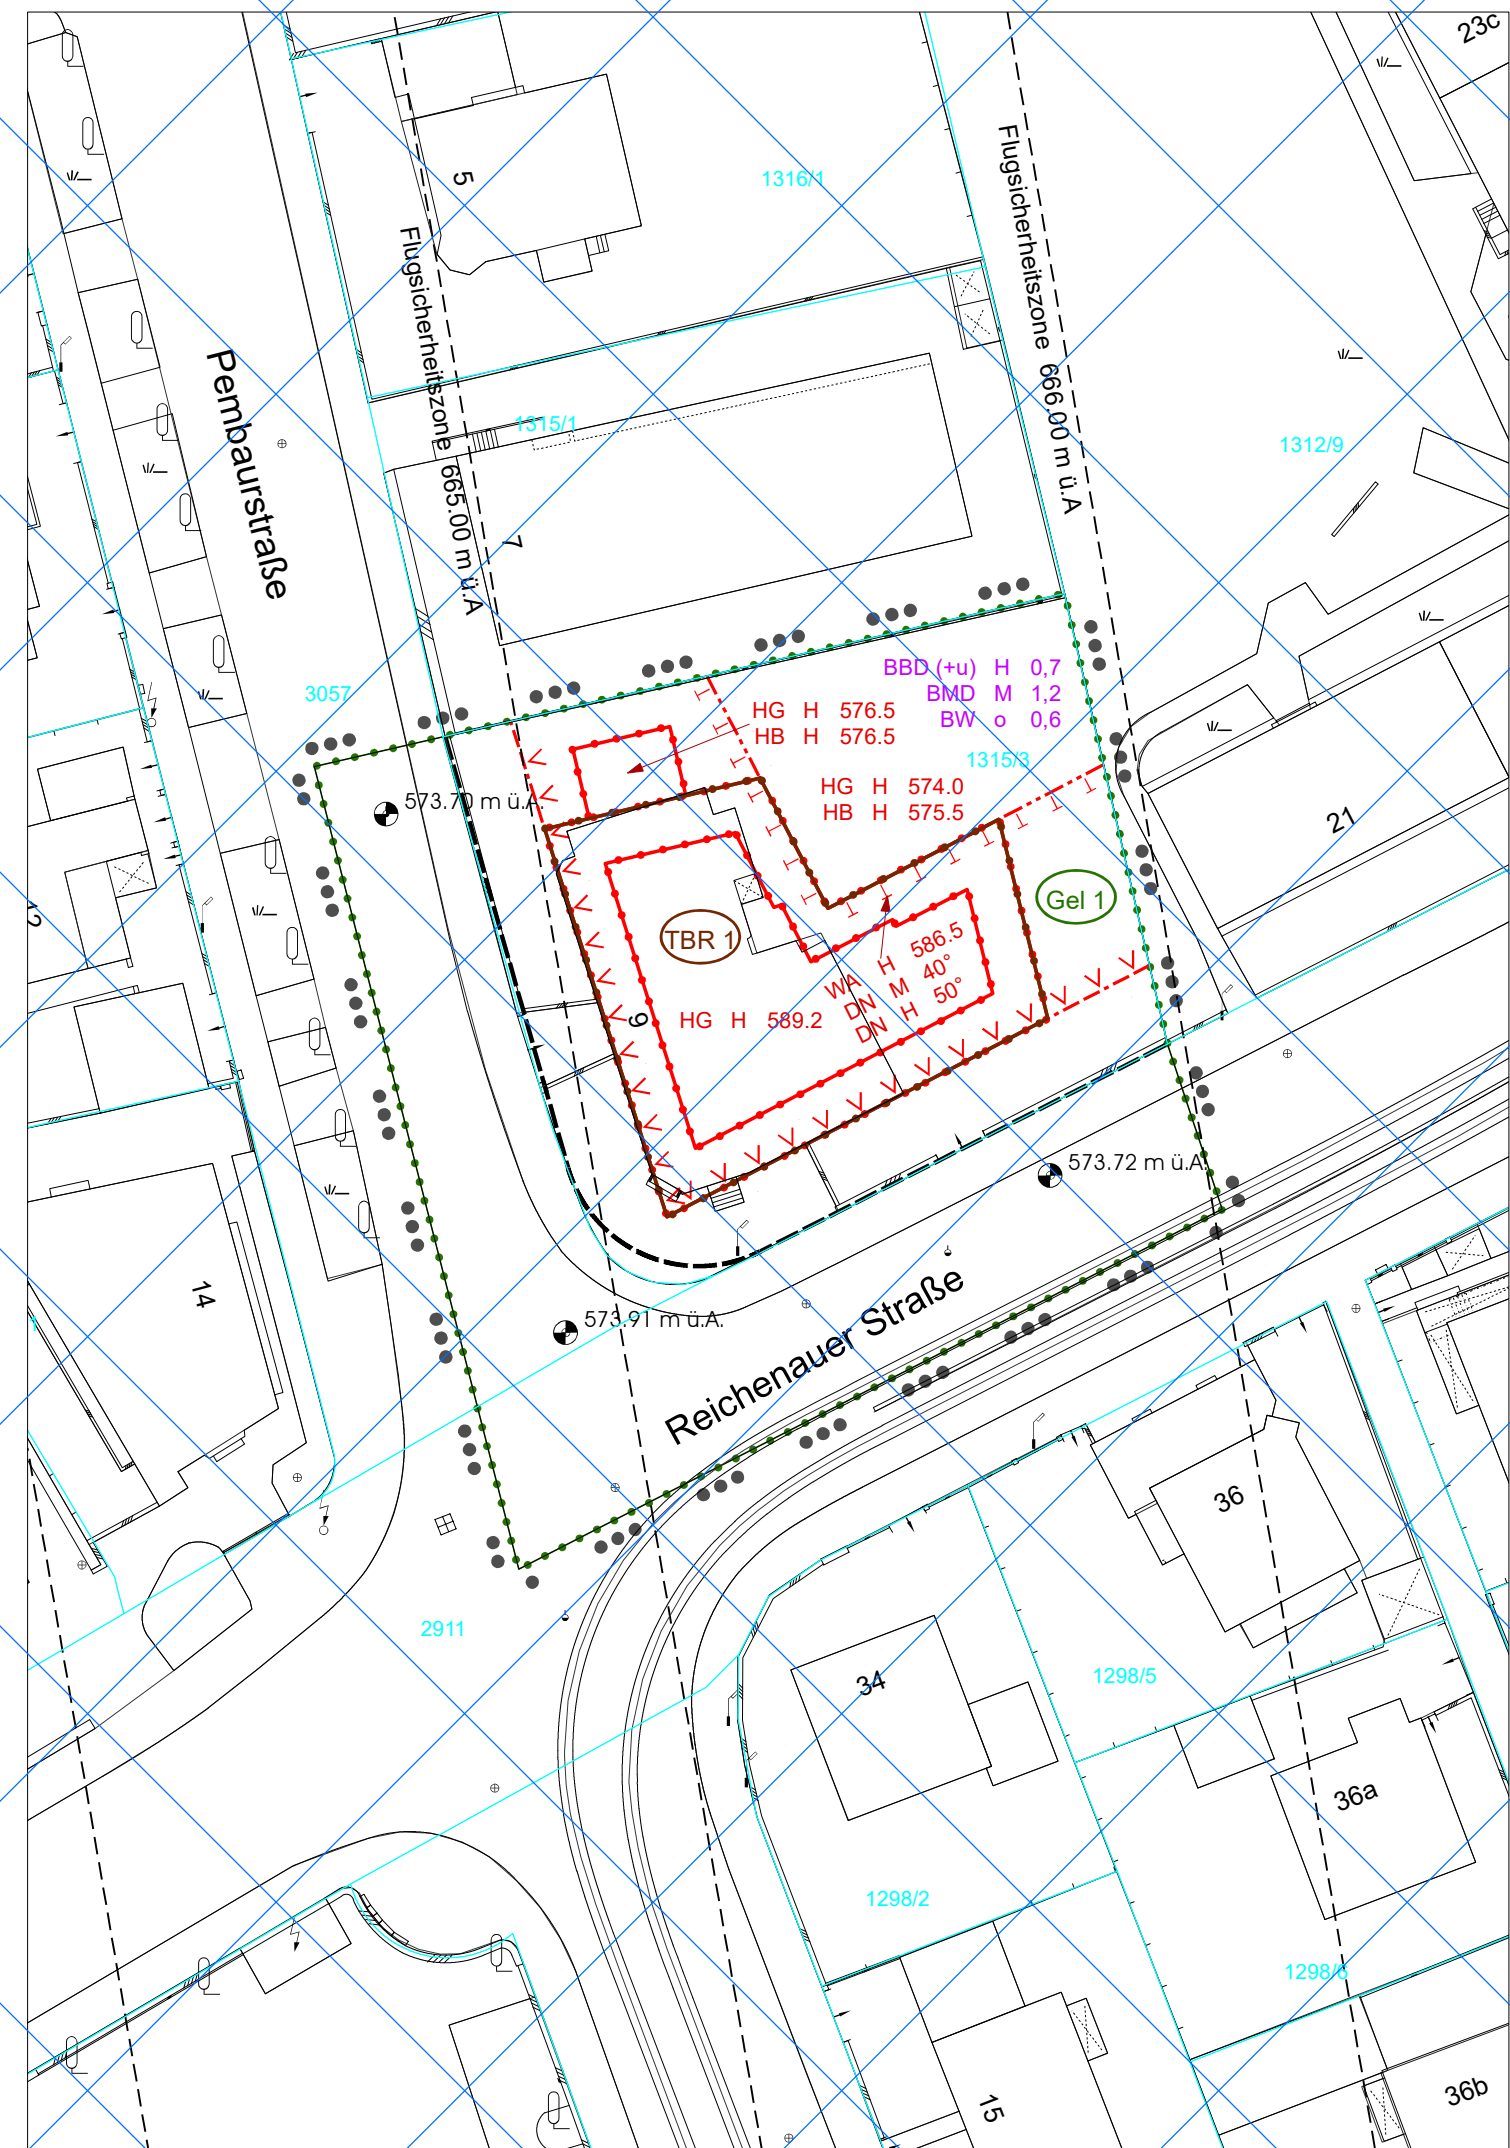 23c
5
1316/1
Flugsicherheitszone 666.00 m ü.A
Flugsicherheitszone 665.00 m ü.A
Pembaurstraße
1315/1
1312/9
7
3057
BBD (+u) H 0,7
BMD M 1,2
BW o 0,6
HG H 576.5
HB H 576.5
1315/3
HG H 574.0
HB H 575.5
573.70 m ü.A.
21
12
Gel 1
TBR 1
WA H 586.5
DN M 40°
DN H 50°
9
HG H 589.2
573.72 m ü.A.
14
573.91 m ü.A.
Reichenauer Straße
36
2911
34
1298/5
36a
1298/2
1298/6
15
36b